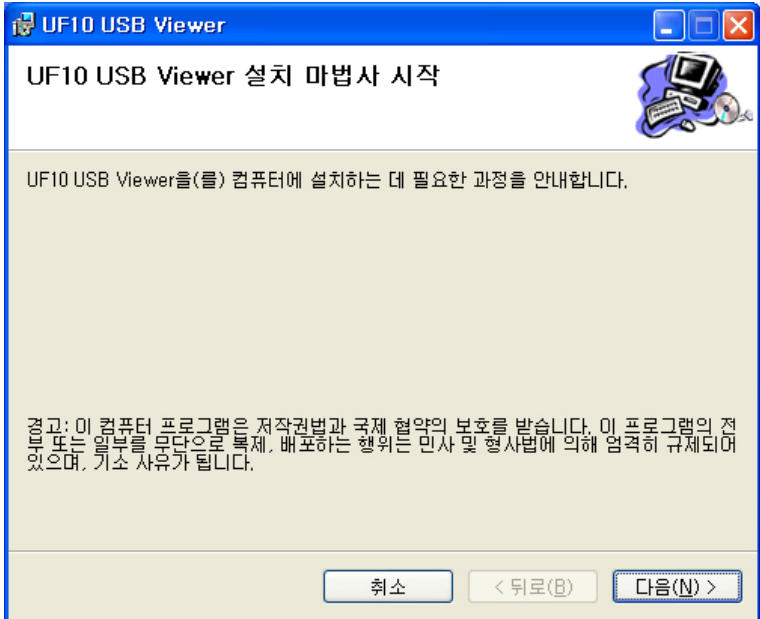 UF10 USB Viewer
UF10 USB Viewer 설치 마법사 시작
UF10 USB Viewer을(를) 컴퓨터에 설치하는 데 필요한 과정을 안내합니다.
경고: 이 컴퓨터 프로그램은 저작권법과 국제 협약의 보호를 받습니다. 이 프로그램의 전
부 또는 일부를 무단으로 복제, 배포하는 행위는 민사 및 형사법에 의해 엄격히 규제되어
있으며, 기소 사유가 됩니다.
취소 < 뒤로(B) 다음(N) >